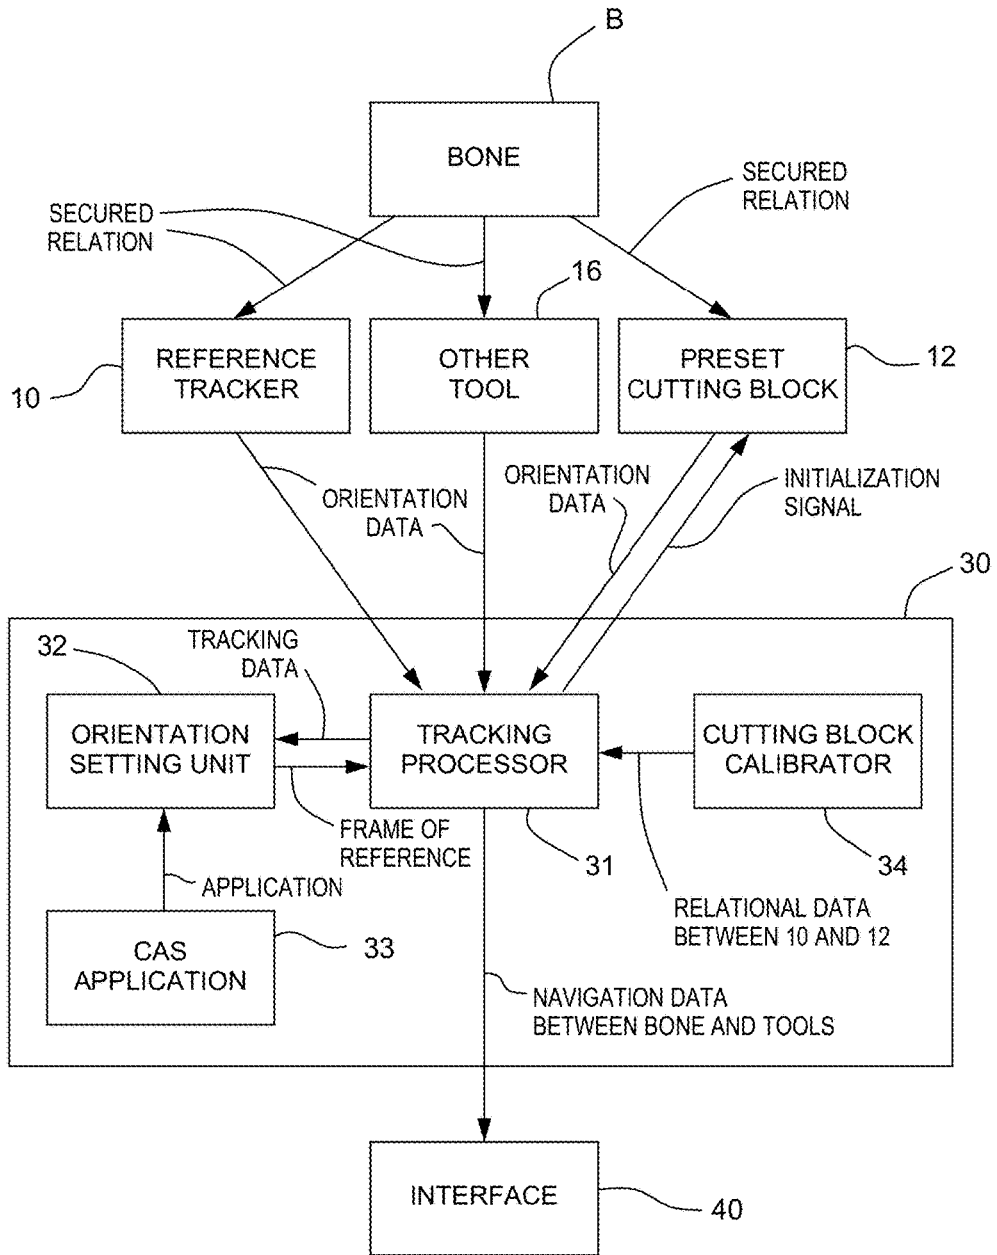 B
BONE
SECURED
RELATION
SECURED
RELATION
16
10
REFERENCE
TRACKER
OTHER
TOOL
PRESET
CUTTING BLOCK
12
ORIENTATION
DATA
ORIENTATION
DATA
INITIALIZATION
SIGNAL
30
32
TRACKING
DATA
ORIENTATION
SETTING UNIT
TRACKING
PROCESSOR
CUTTING BLOCK
CALIBRATOR
FRAME OF
REFERENCE
31
34
APPLICATION
RELATIONAL DATA
BETWEEN 10 AND 12
CAS
APPLICATION
33
NAVIGATION DATA
BETWEEN BONE AND TOOLS
INTERFACE
40